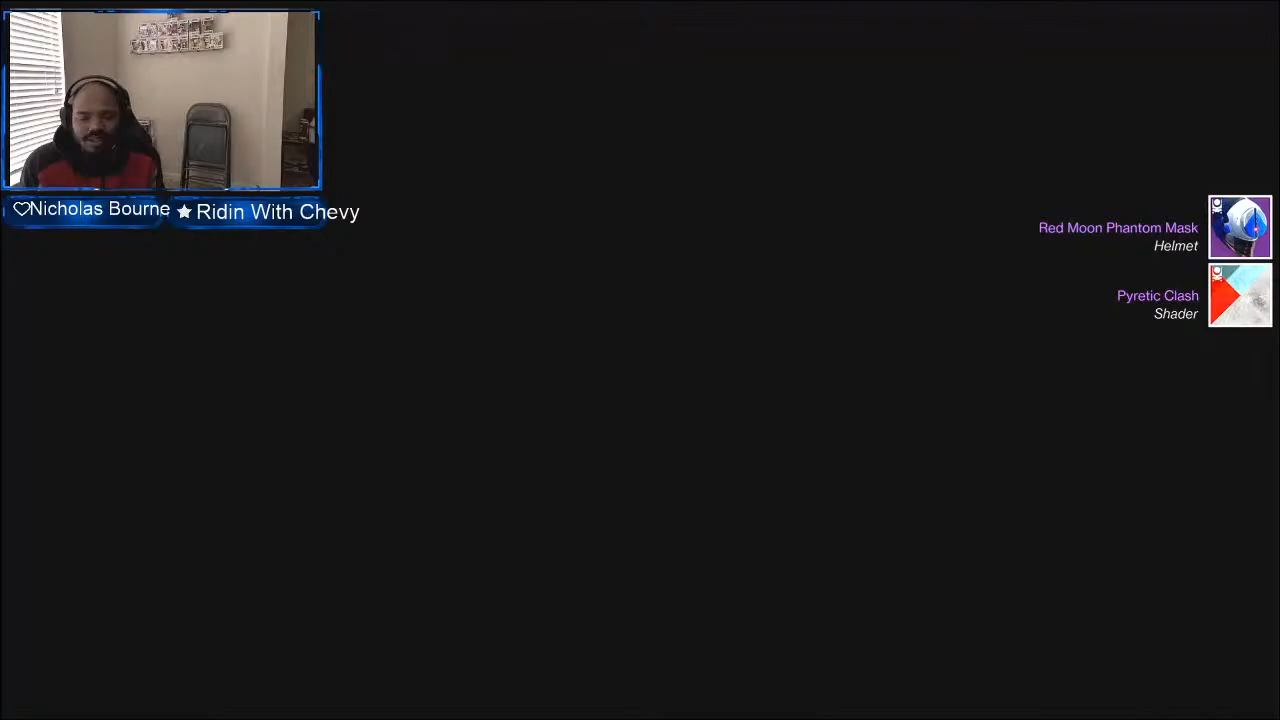 Nicholas Bourne
Ridin With Chevy
Red Moon Phantom Mask
Helmet
Pyretic Clash
Shader